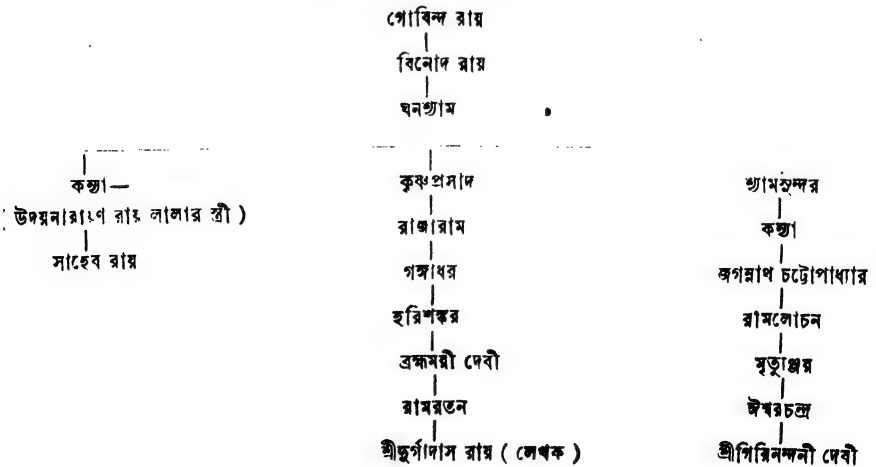 গোবিন্দ রায়
বিনোদ রায়
ঘনশ্যাম
কন্যা— কৃষ্ণপ্রসাদ শ্যামসুন্দর
( উদয়নারায়ণ রায় লালার স্ত্রী ) রাজারাম কন্যা
সাহেব রায় গঙ্গাধর জগন্নাথ চট্টোপাধ্যায়
হরিশঙ্কর রামলোচন
ব্রহ্মময়ী দেবী মৃত্যুঞ্জয়
রামরতন ঈশ্বরচন্দ্র
শ্রীদুর্গাদাস রায় ( লেখক ) শ্রীগিরিনন্দনী দেবী